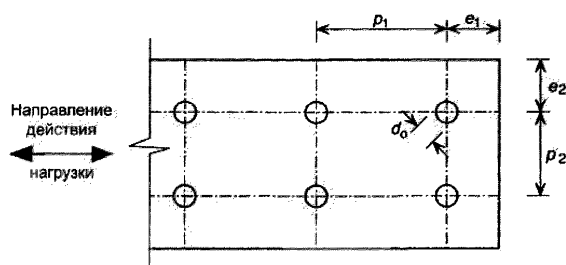 p₁
e₁
e₂
Направление
действия
нагрузки
d₀
p₂